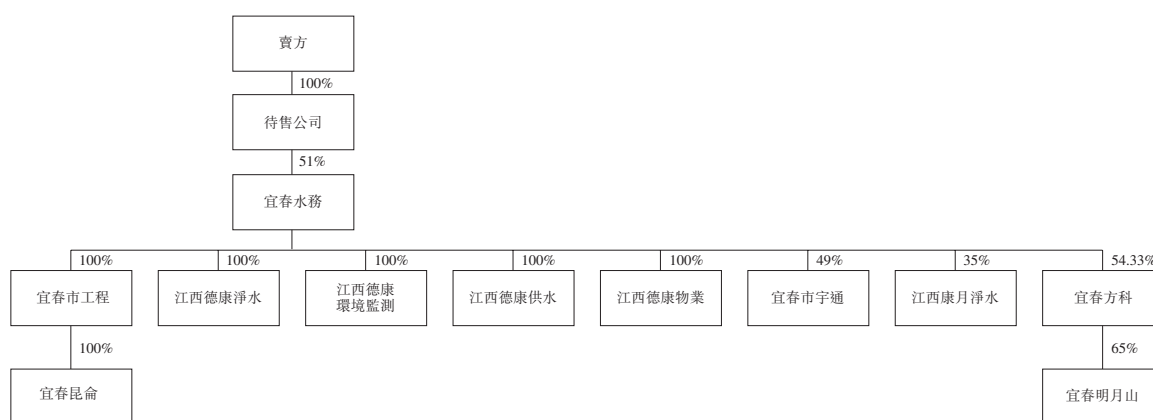 賣方
100%
待售公司
51%
宜春水務
100%
100%
100%
100%
100%
49%
35%
54.33%
宜春市工程
江西德康淨水
江西德康
環境監測
江西德康供水
江西德康物業
宜春市宇通
江西康月淨水
宜春方科
100%
65%
宜春昆侖
宜春明月山